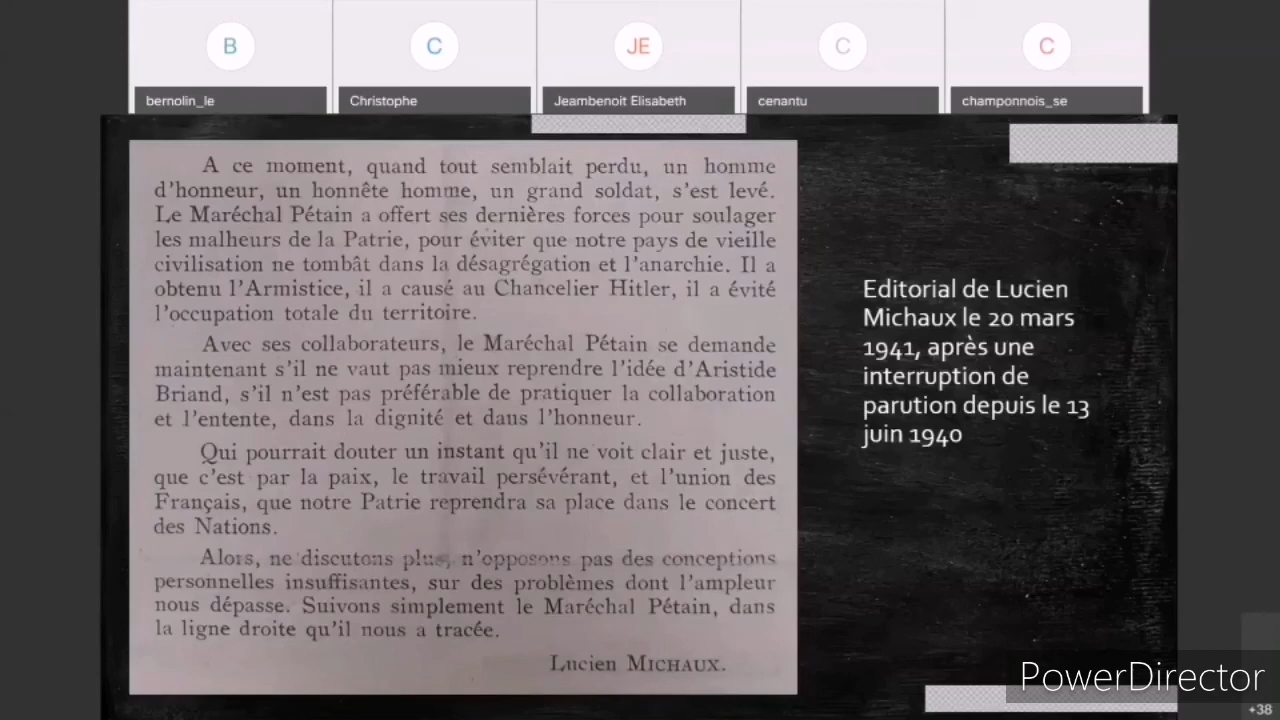 B
C
JE
C
C
bernolin_le
Christophe
Jeambenoit Elisabeth
cenantu
champonnois_se
A ce moment, quand tout semblait perdu, un homme
d'honneur, un honnête homme, un grand soldat, s'est levé.
Le Maréchal Pétain a offert ses dernières forces pour soulager
les malheurs de la Patrie, pour éviter que notre pays de vieille
civilisation ne tombât dans la désagrégation et l'anarchie. Il a
obtenu l'Armistice, il a causé au Chancelier Hitler, il a évité
l'occupation totale du territoire.
Avec ses collaborateurs, le Maréchal Pétain se demande
maintenant s'il ne vaut pas mieux reprendre l'idée d'Aristide
Briand, s'il n'est pas préférable de pratiquer la collaboration
et l'entente, dans la dignité et dans l'honneur.
Qui pourrait douter un instant qu'il ne voit clair et juste,
que c'est par la paix, le travail persévérant, et l'union des
Français, que notre Patrie reprendra sa place dans le concert
des Nations.
Alors, ne discutons plus, n'opposons pas des conceptions
personnelles insuffisantes, sur des problèmes dont l'ampleur
nous dépasse. Suivons simplement le Maréchal Pétain, dans
la ligne droite qu'il nous a tracée.
Lucien MICHAUX.
Editorial de Lucien
Michaux le 20 mars
1941, après une
interruption de
parution depuis le 13
juin 1940
PowerDirector
+38